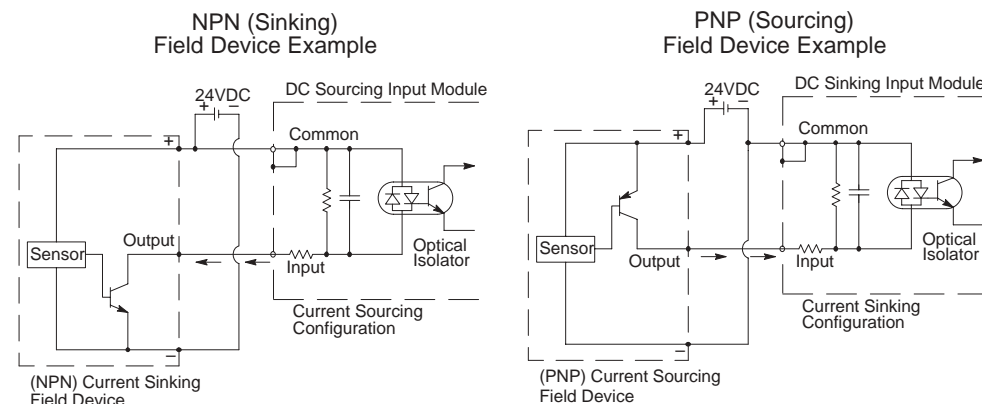 NPN (Sinking)
Field Device Example
24VDC
+ −
DC Sourcing Input Module
+
Common
Sensor
Output
Input
Optical
Isolator
−
Current Sourcing
Configuration
(NPN) Current Sinking
Field Device
PNP (Sourcing)
Field Device Example
24VDC
+ −
DC Sinking Input Module
+
Common
Sensor
Output
Input
Optical
Isolator
−
Current Sinking
Configuration
(PNP) Current Sourcing
Field Device